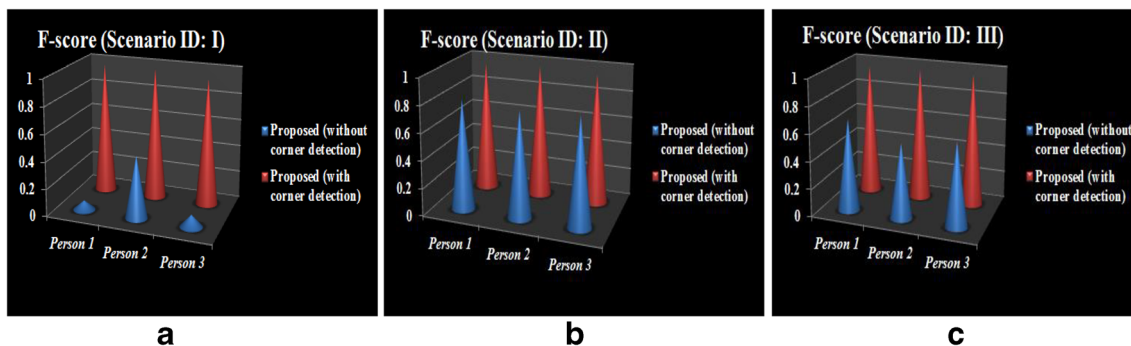 F-score (Scenario ID: I)
1
0.8
0.6
0.4
0.2
0
Person 1
Person 2
Person 3
Proposed (without
corner detection)
Proposed (with
corner detection)
a
F-score (Scenario ID: II)
1
0.8
0.6
0.4
0.2
0
Person 1
Person 2
Person 3
Proposed (without
corner detection)
Proposed (with
corner detection)
b
F-score (Scenario ID: III)
1
0.8
0.6
0.4
0.2
0
Person 1
Person 2
Person 3
Proposed (without
corner detection)
Proposed (with
corner detection)
c